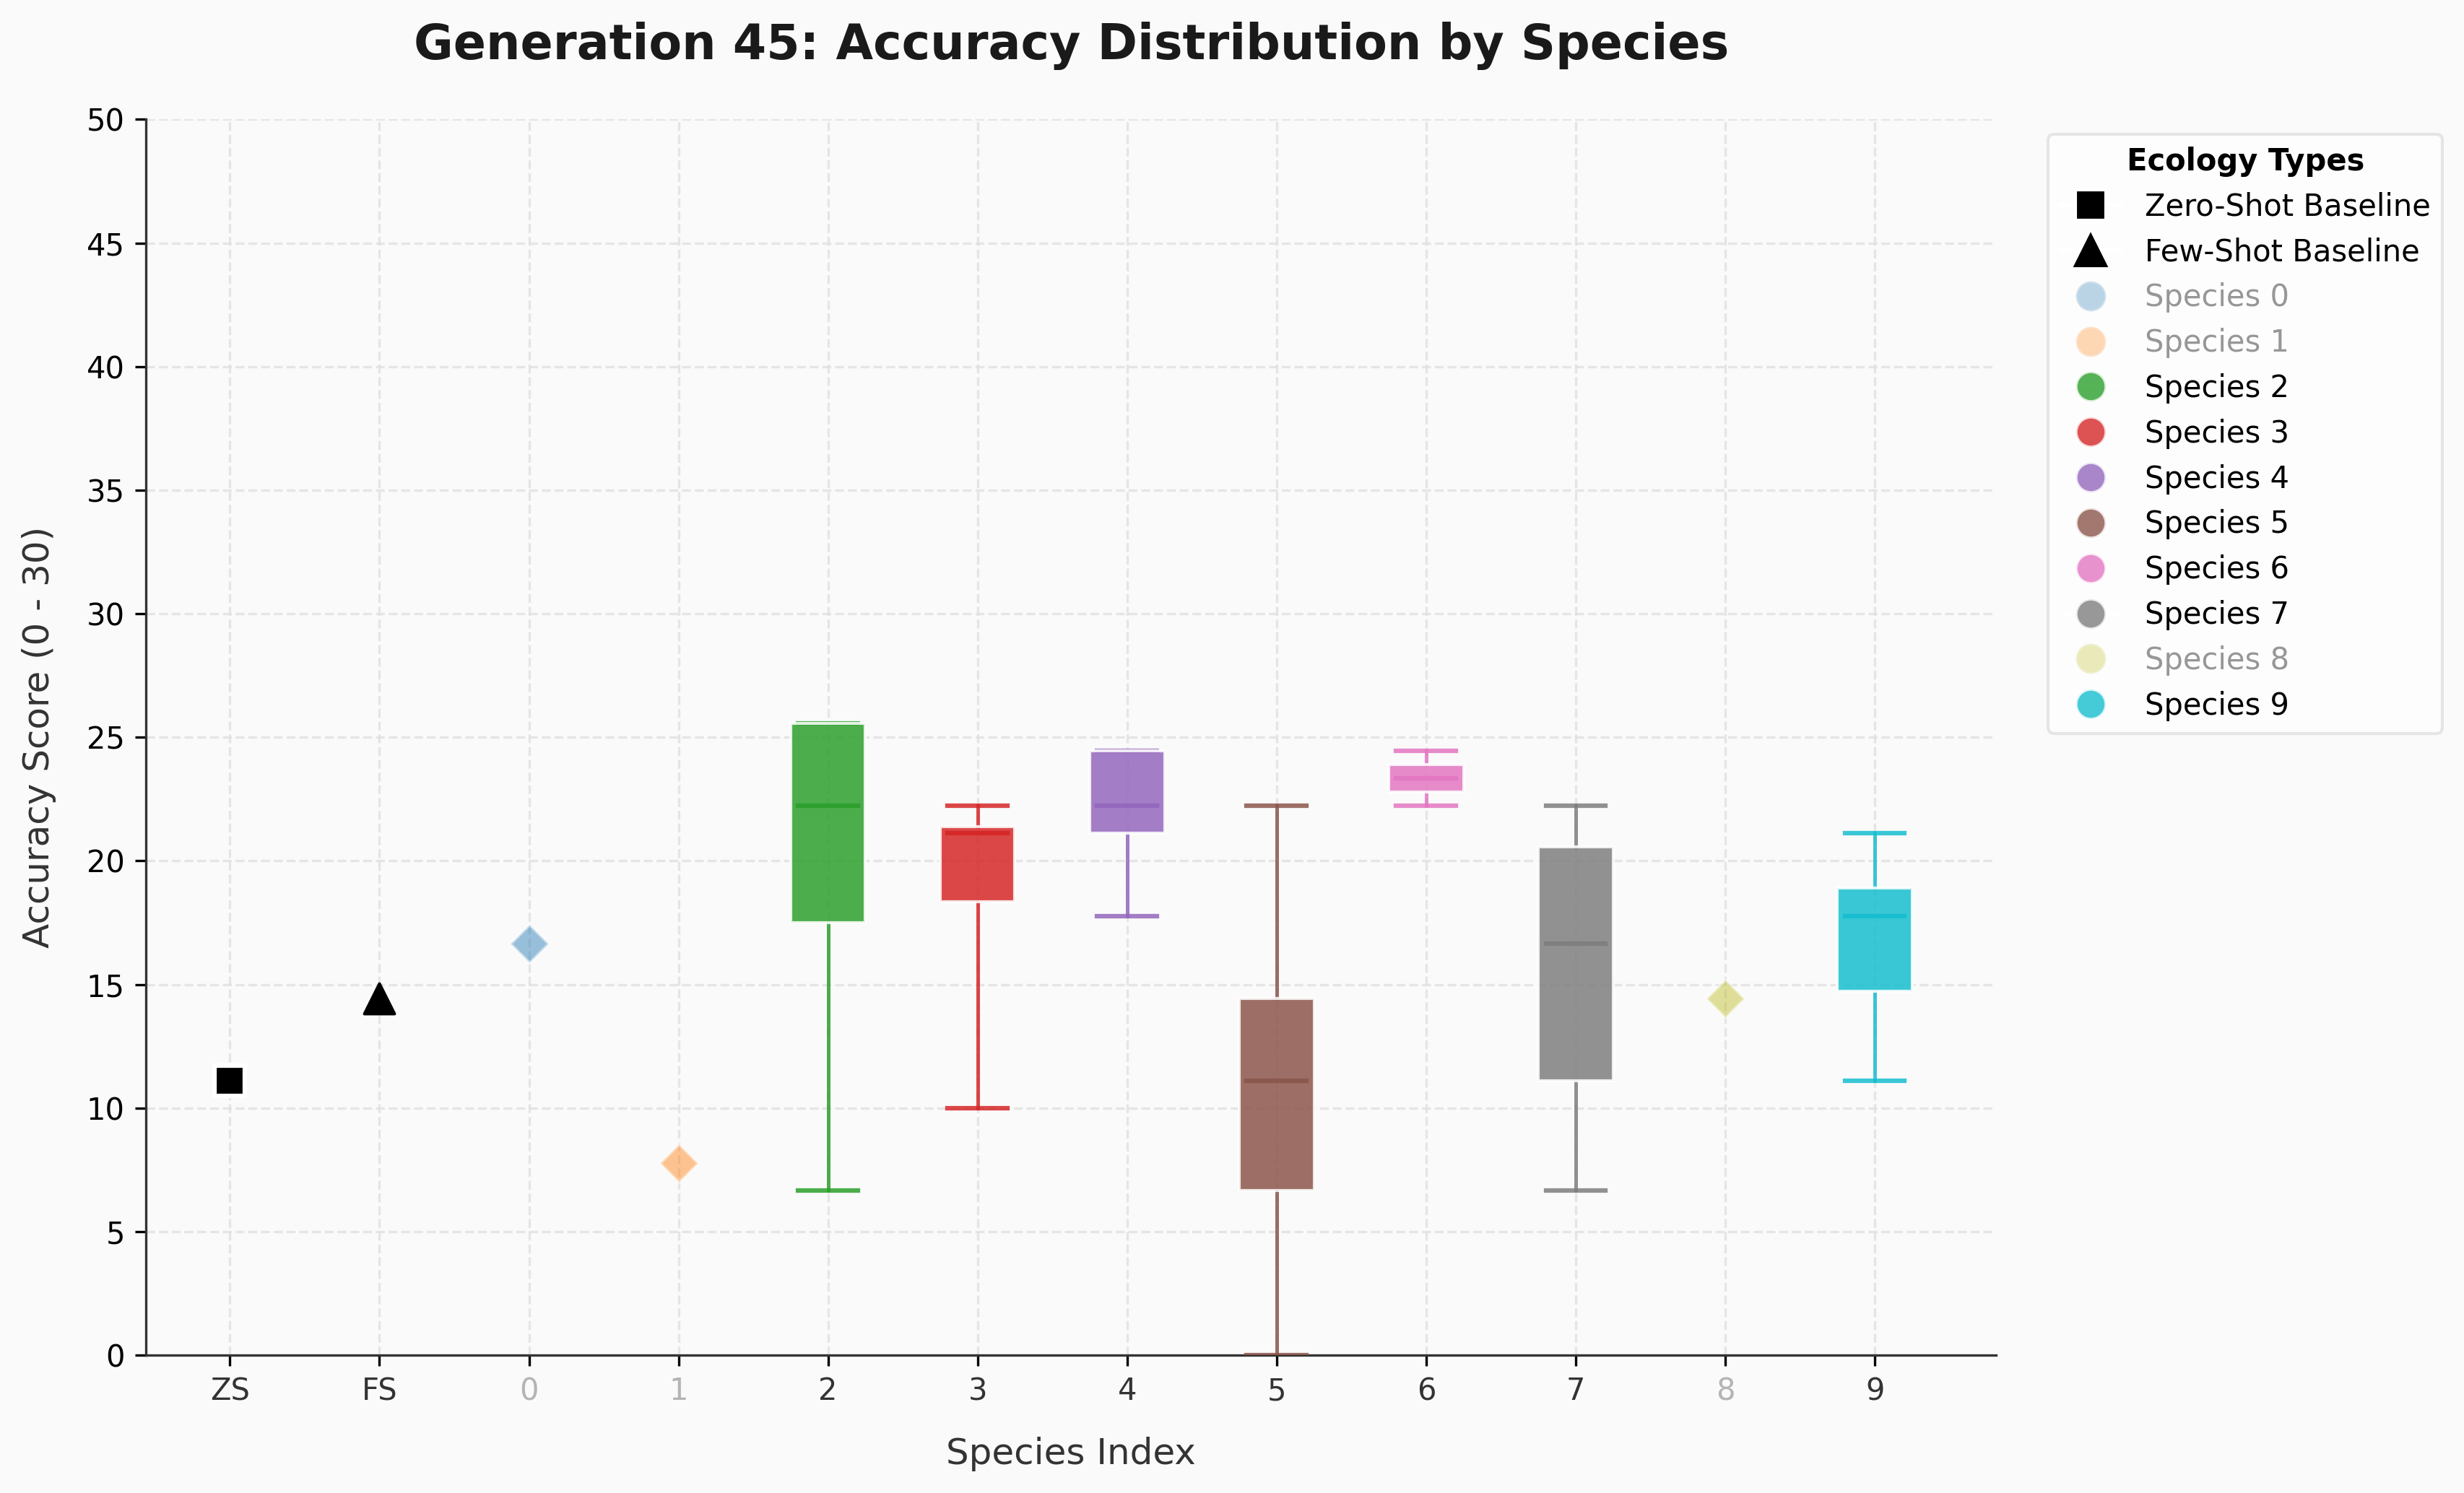 Generation 45: Accuracy Distribution by Species
50
45
40
35
30
25
20
15
10
5
0
Accuracy Score (0 - 30)
ZS FS 0 1 2 3 4 5 6 7 8 9
Species Index
Ecology Types
Zero-Shot Baseline
Few-Shot Baseline
Species 0
Species 1
Species 2
Species 3
Species 4
Species 5
Species 6
Species 7
Species 8
Species 9